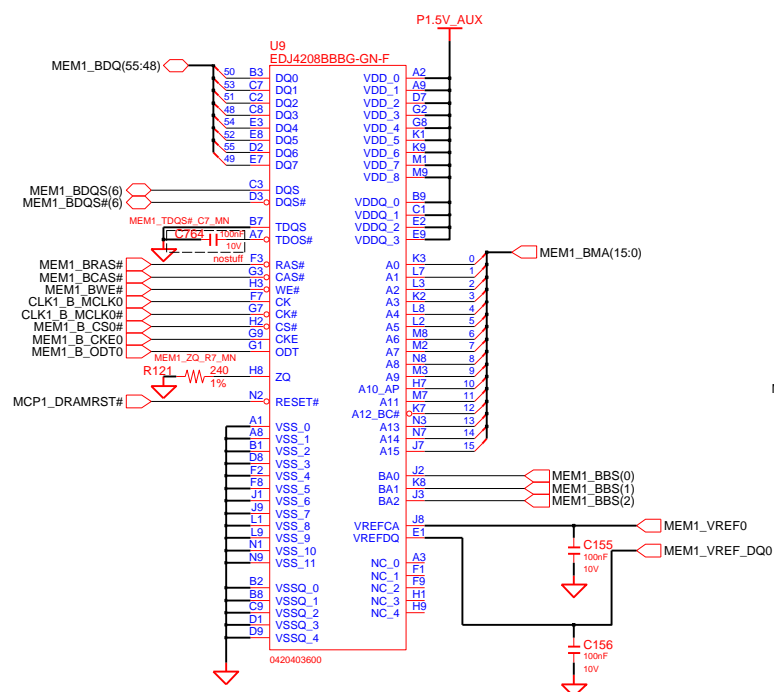 P1.5V_AUX
U9
EDJ4208BBBG-GN-F
MEM1_BDQ(55:48)
50 B3 DQ0 VDD_0 A2
53 C7 DQ1 VDD_1 A9
51 C2 DQ2 VDD_2 D7
48 C8 DQ3 VDD_3 G2
54 E3 DQ4 VDD_4 G8
52 E8 DQ5 VDD_5 K1
55 D2 DQ6 VDD_6 K9
49 E7 DQ7 VDD_7 M1
VDD_8 M9
MEM1_BDQS(6) C3 DQS VDDQ_0 B9
MEM1_BDQS#(6) D3 DQS# VDDQ_1 C1
MEM1_TDQS#_C7_MN B7 TDQS VDDQ_2 E2
C764 100nF A7 TDOS# VDDQ_3 E9
10V
nostuff
MEM1_BRAS# F3 RAS# A0 K3 0 MEM1_BMA(15:0)
MEM1_BCAS# G3 CAS# A1 L7 1
MEM1_BWE# H3 WE# A2 L3 2
CLK1_B_MCLK0 F7 CK A3 K2 3
CLK1_B_MCLK0# G7 CK# A4 L8 4
MEM1_B_CS0# H2 CS# A5 L2 5
MEM1_B_CKE0 G9 CKE A6 M8 6
MEM1_B_ODT0 G1 ODT A7 M2 7
MEM1_ZQ_R7_MN A8 N8 8
R121 240 H8 ZQ A9 M3 9
1% A10_AP H7 10
MCP1_DRAMRST# N2 RESET# A11 M7 11
A12_BC# K7 12
A1 VSS_0 A13 N3 13
A8 VSS_1 A14 N7 14
B1 VSS_2 A15 J7 15
D8 VSS_3
F2 VSS_4 BA0 J2 MEM1_BBS(0)
F8 VSS_5 BA1 K8 MEM1_BBS(1)
J1 VSS_6 BA2 J3 MEM1_BBS(2)
J9 VSS_7
L1 VSS_8 VREFCA J8 MEM1_VREF0
L9 VSS_9 VREFDQ E1
N1 VSS_10 C155 MEM1_VREF_DQ0
N9 VSS_11 NC_0 A3 100nF
NC_1 F1 10V
B2 VSSQ_0 NC_2 F9
B8 VSSQ_1 NC_3 H1
C9 VSSQ_2 NC_4 H9
D1 VSSQ_3
D9 VSSQ_4 C156
0420403600 100nF
10V